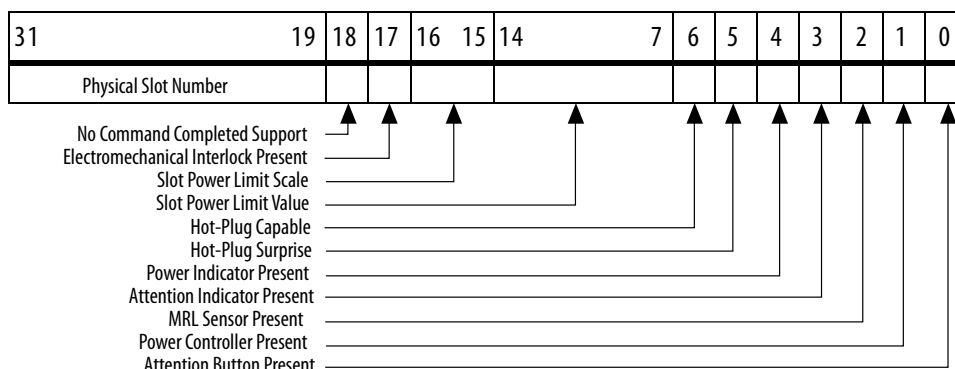 31 19 18 17 16 15 14 7 6 5 4 3 2 1 0
Physical Slot Number
No Command Completed Support
Electromechanical Interlock Present
Slot Power Limit Scale
Slot Power Limit Value
Hot-Plug Capable
Hot-Plug Surprise
Power Indicator Present
Attention Indicator Present
MRL Sensor Present
Power Controller Present
Attention Button Present